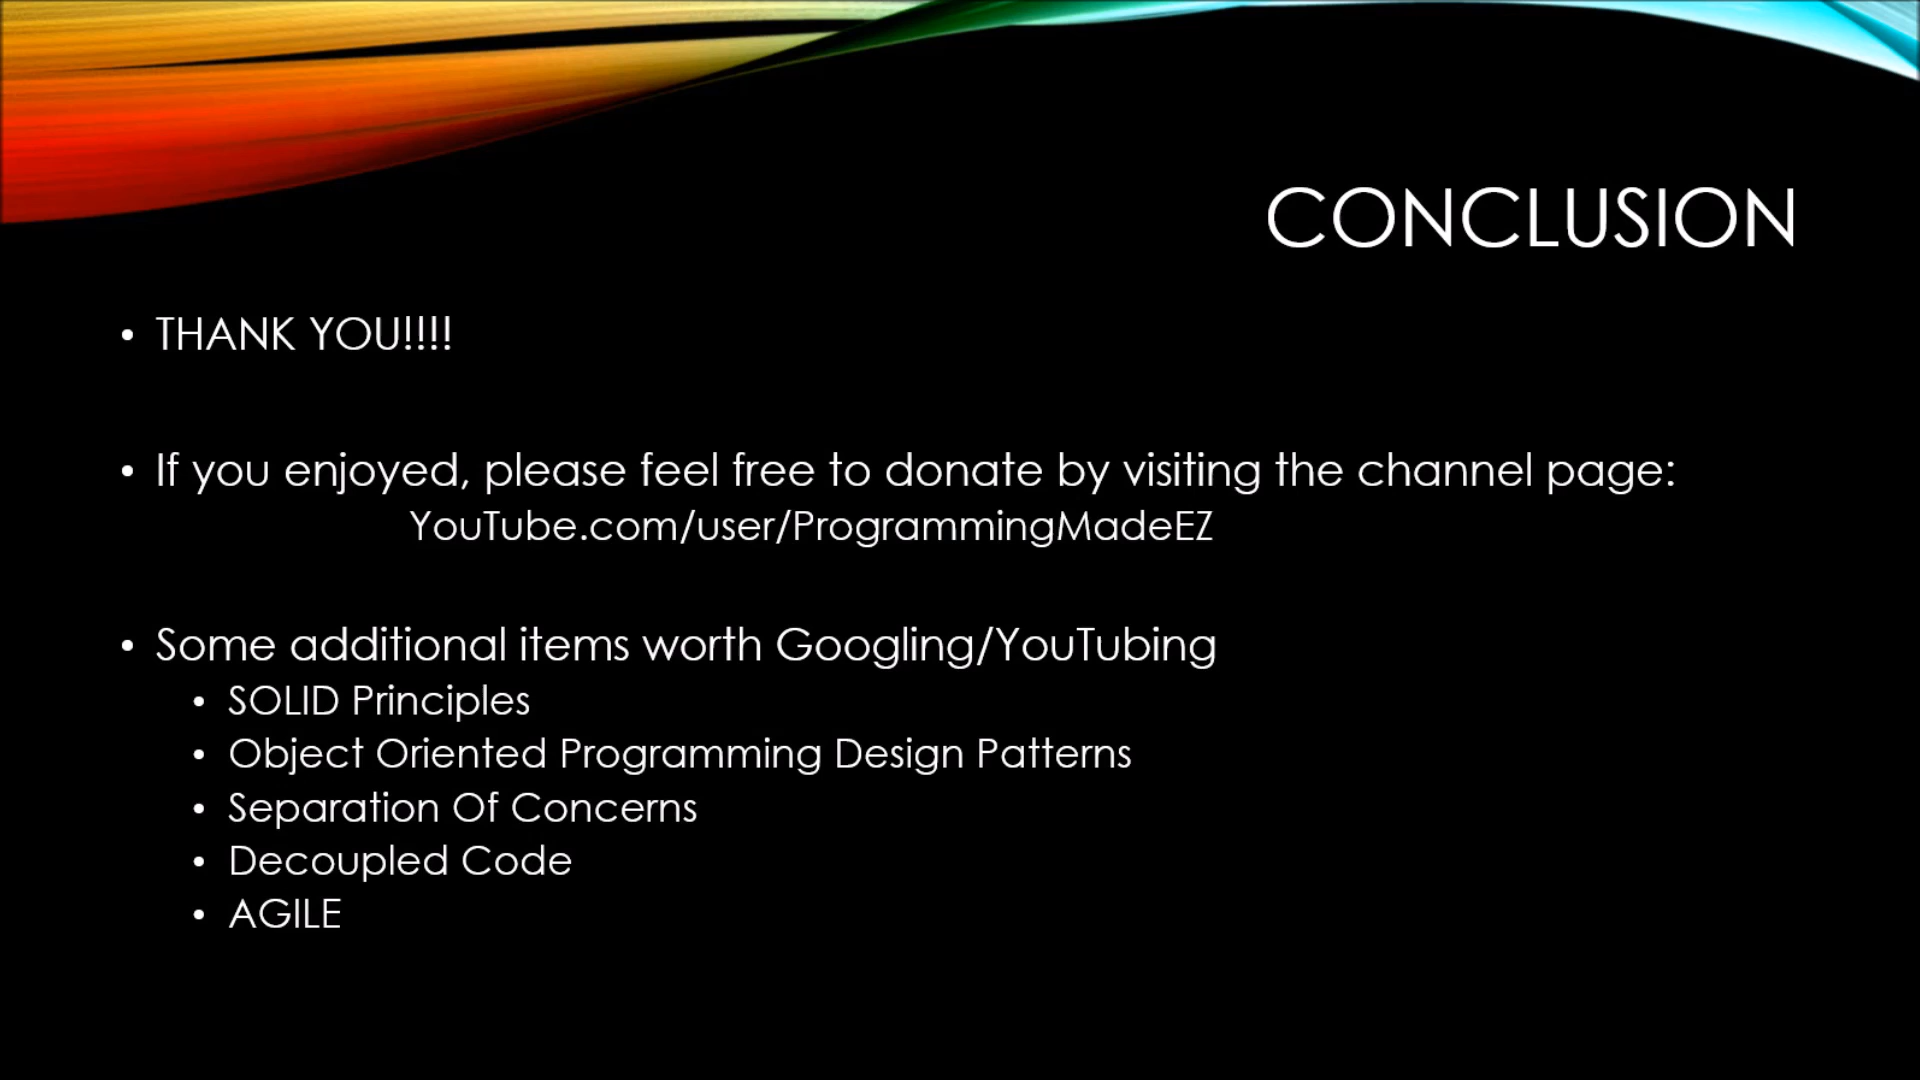 CONCLUSION
• THANK YOU!!!!
• If you enjoyed, please feel free to donate by visiting the channel page:
YouTube.com/user/ProgrammingMadeEZ
• Some additional items worth Googling/YouTubing
• SOLID Principles
• Object Oriented Programming Design Patterns
• Separation Of Concerns
• Decoupled Code
• AGILE